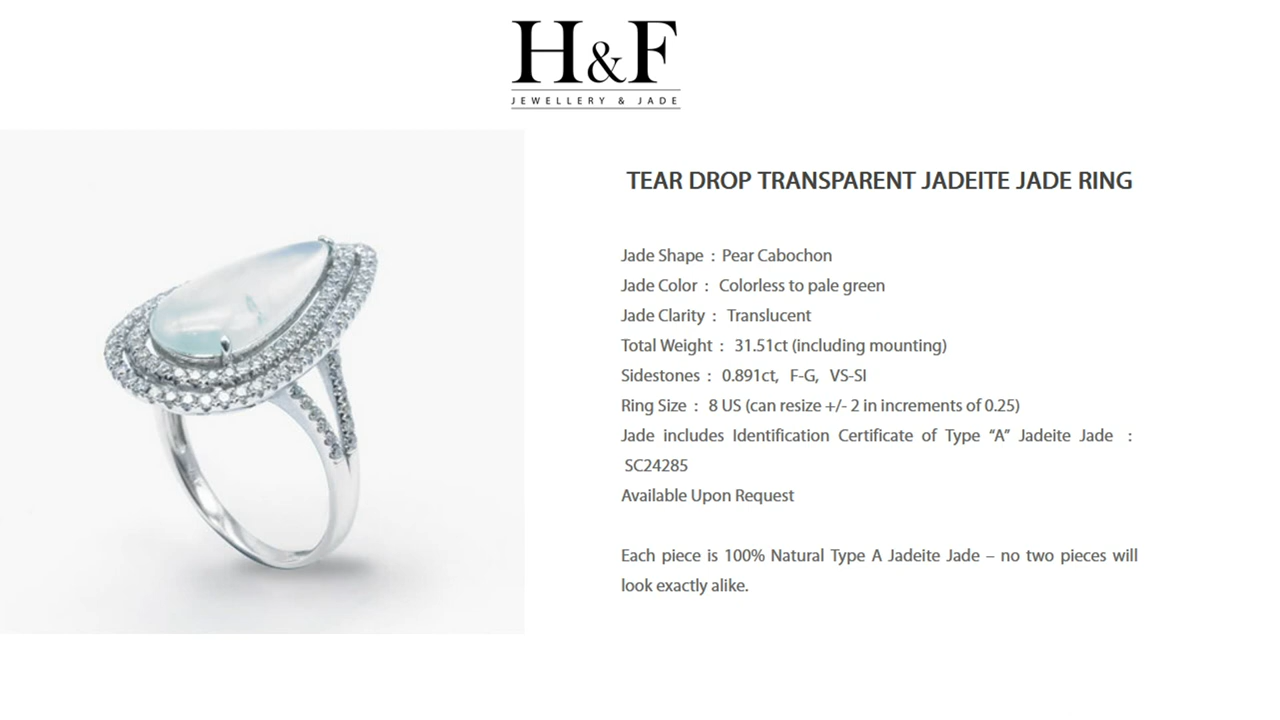 H&F
JEWELLERY & JADE
TEAR DROP TRANSPARENT JADEITE JADE RING
Jade Shape : Pear Cabochon
Jade Color : Colorless to pale green
Jade Clarity : Translucent
Total Weight : 31.51ct (including mounting)
Sidestones : 0.891ct, F-G, VS-SI
Ring Size : 8 US (can resize +/- 2 in increments of 0.25)
Jade includes Identification Certificate of Type “A” Jadeite Jade :
SC24285
Available Upon Request
Each piece is 100% Natural Type A Jadeite Jade – no two pieces will
look exactly alike.